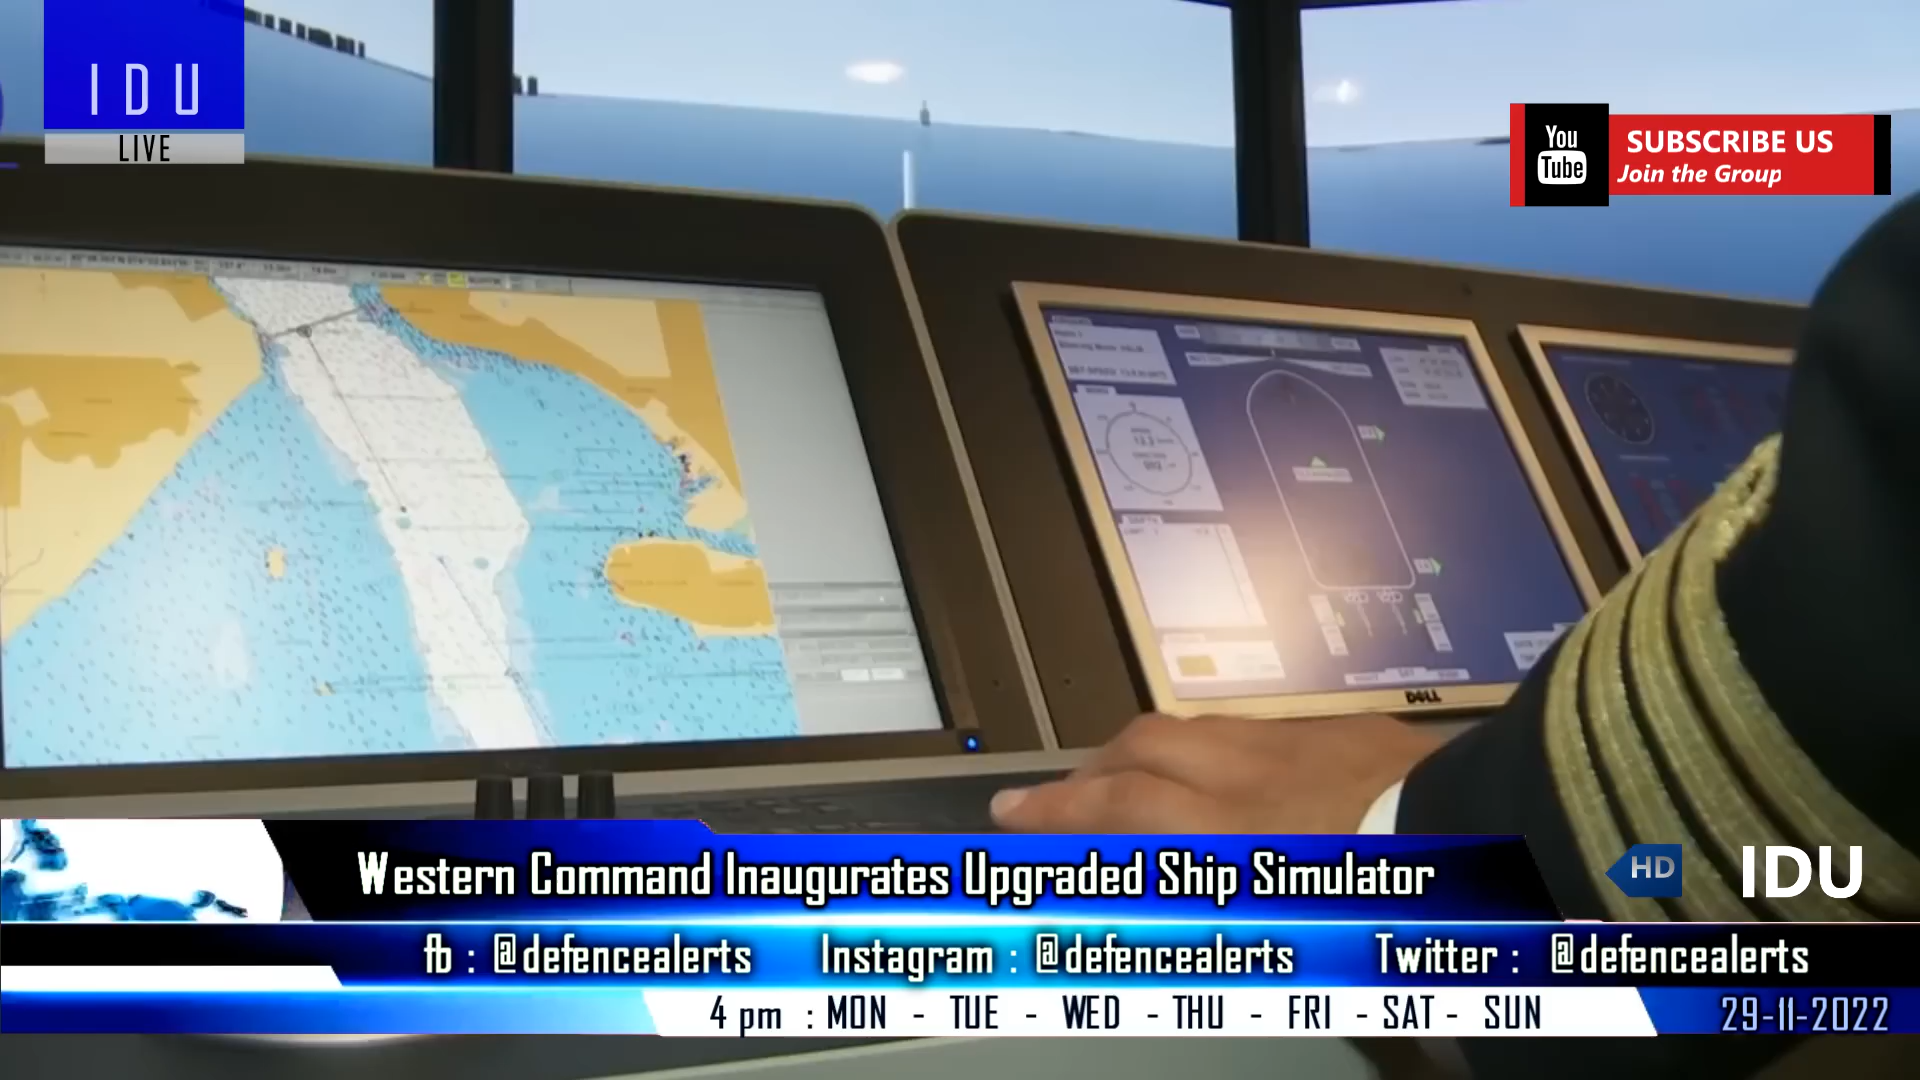 IDU
LIVE
You
Tube
SUBSCRIBE US
Join the Group
DELL
Western Command Inaugurates Upgraded Ship Simulator
HD
IDU
fb : @defencealerts Instagram : @defencealerts Twitter : @defencealerts
4 pm : MON - TUE - WED - THU - FRI - SAT - SUN
29-11-2022